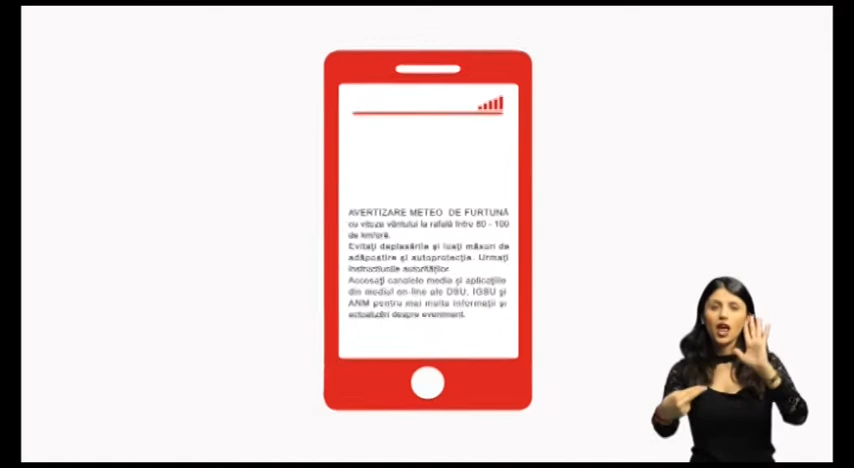 AVERTIZARE METEO DE FURTUNĂ
cu viteza vântului la rafală între 80 - 100
de km/oră.
Evitați deplasările și luați măsuri de
adăpostire și autoprotecție. Urmați
instrucțiunile autorităților.
Accesați canalele media și aplicațiile
din mediul on-line ale DSU, IGSU și
ANM pentru mai multe informații și
actualizări despre eveniment.